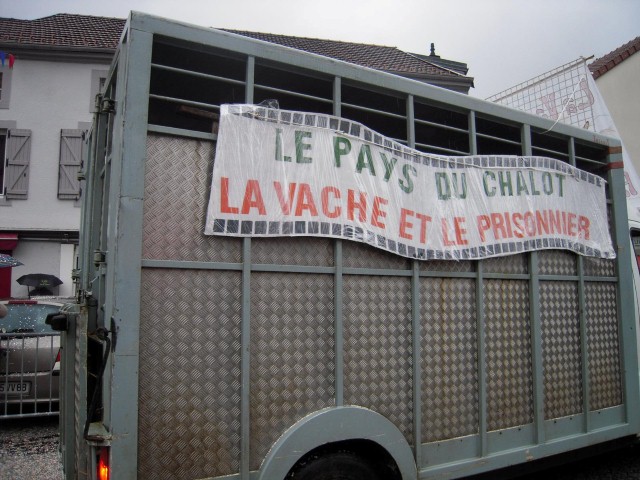 LE PAYS DU CHALOT
LA VACHE ET LE PRISONNIER